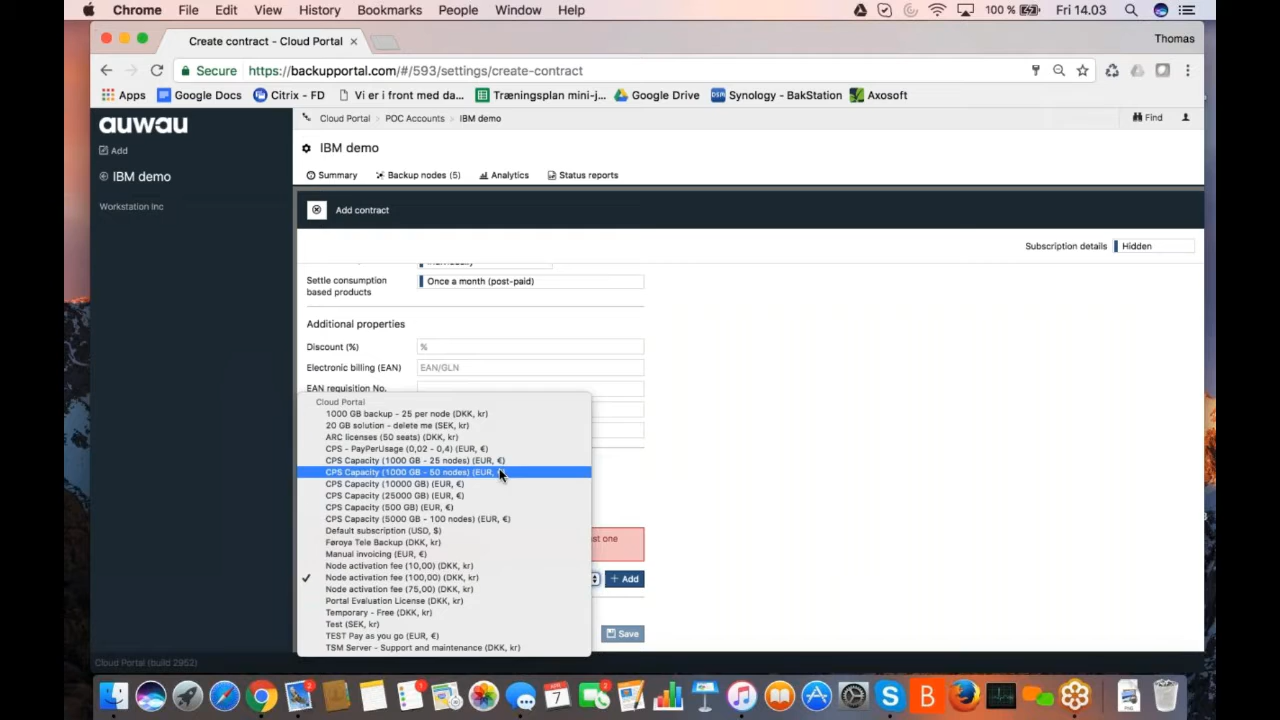 Chrome File Edit View History Bookmarks People Window Help 100 % Fri 14.03
Create contract - Cloud Portal Thomas
Secure https://backupportal.com/#/593/settings/create-contract
Apps Google Docs Citrix - FD Vi er i front med da... Træningsplan mini-j... Google Drive DSM Synology - BakStation Axosoft
auwau
Cloud Portal POC Accounts IBM demo Find
Add
IBM demo
IBM demo
Summary Backup nodes (5) Analytics Status reports
Workstation Inc
Add contract
Subscription details Hidden
Settle consumption based products
Once a month (post-paid)
Additional properties
Discount (%) %
Electronic billing (EAN) EAN/GLN
EAN requisition No.
Cloud Portal
1000 GB backup - 25 per node (DKK, kr)
20 GB solution - delete me (SEK, kr)
ARC licenses (50 seats) (DKK, kr)
CPS - PayPerUsage (0,02 - 0,4) (EUR, €)
CPS Capacity (1000 GB - 25 nodes) (EUR, €)
CPS Capacity (1000 GB - 50 nodes) (EUR,
CPS Capacity (10000 GB) (EUR, €)
CPS Capacity (25000 GB) (EUR, €)
CPS Capacity (500 GB) (EUR, €)
CPS Capacity (5000 GB - 100 nodes) (EUR, €)
Default subscription (USD, $)
Føroya Tele Backup (DKK, kr)
one
Manual invoicing (EUR, €)
Node activation fee (10,00) (DKK, kr)
Node activation fee (100,00) (DKK, kr)
+ Add
Node activation fee (75,00) (DKK, kr)
Portal Evaluation License (DKK, kr)
Temporary - Free (DKK, kr)
Test (SEK, kr)
TEST Pay as you go (EUR, €)
Save
TSM Server - Support and maintenance (DKK, kr)
Cloud Portal (build 2952)